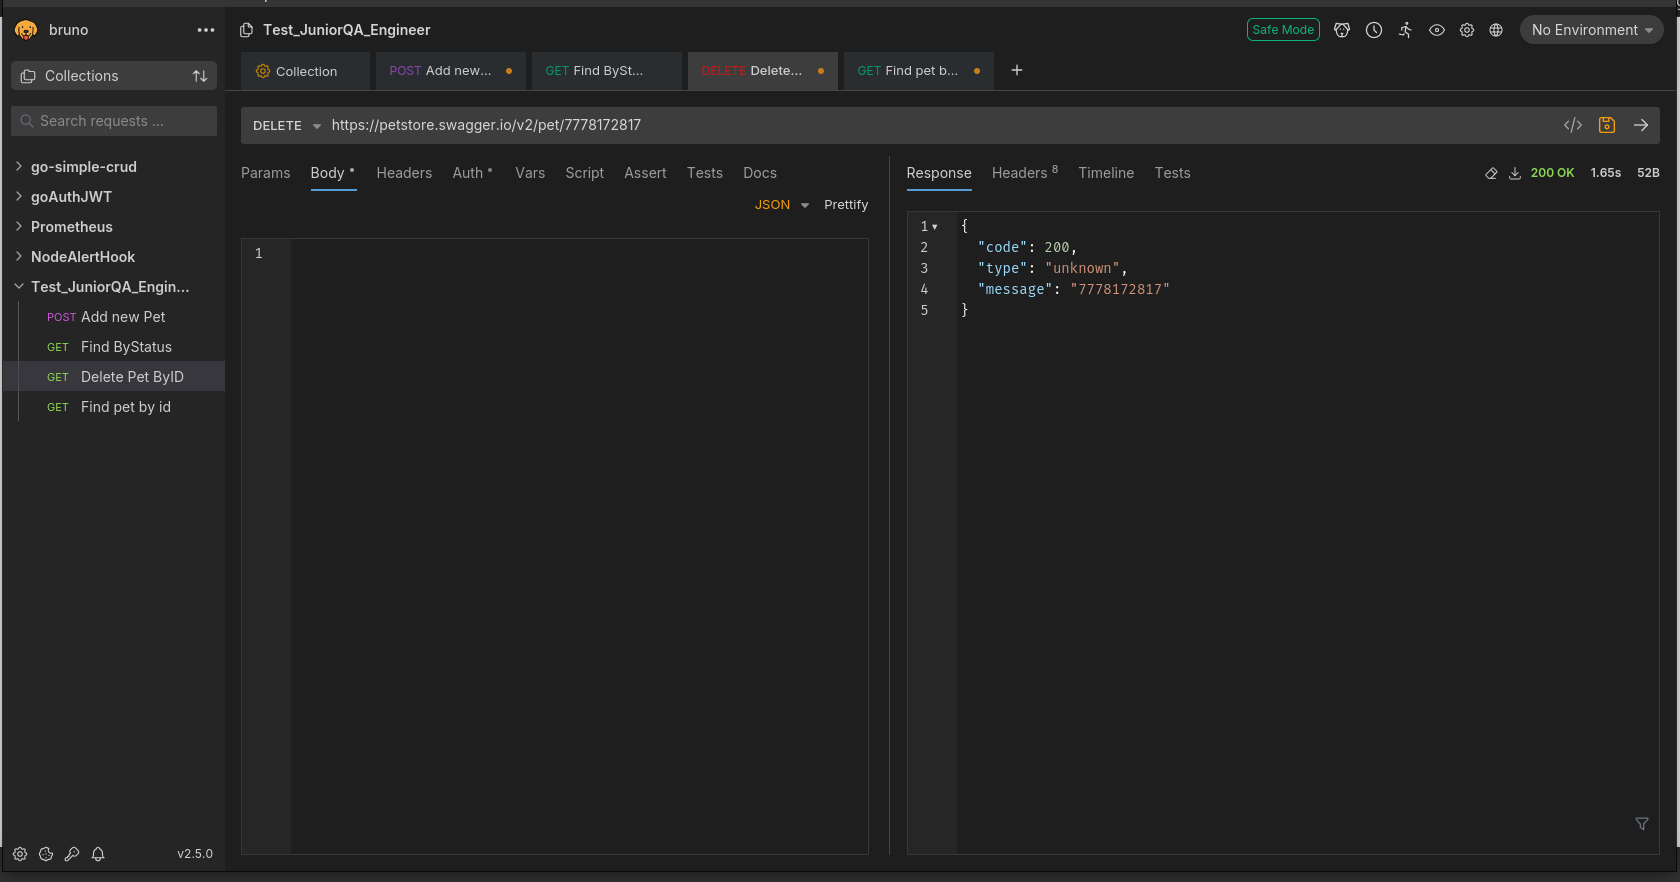 bruno
Test_JuniorQA_Engineer
Safe Mode
No Environment
Collections
Collection
POST Add new...
GET Find BySt...
DELETE Delete...
GET Find pet b...
+
Search requests ...
DELETE
https://petstore.swagger.io/v2/pet/7778172817
go-simple-crud
goAuthJWT
Prometheus
NodeAlertHook
Test_JuniorQA_Engin...
POST Add new Pet
GET Find ByStatus
GET Delete Pet ByID
GET Find pet by id
Params Body Headers Auth Vars Script Assert Tests Docs
JSON Prettify
1
Response Headers 8 Timeline Tests
200 OK 1.65s 52B
1 {
2 "code": 200,
3 "type": "unknown",
4 "message": "7778172817"
5 }
v2.5.0